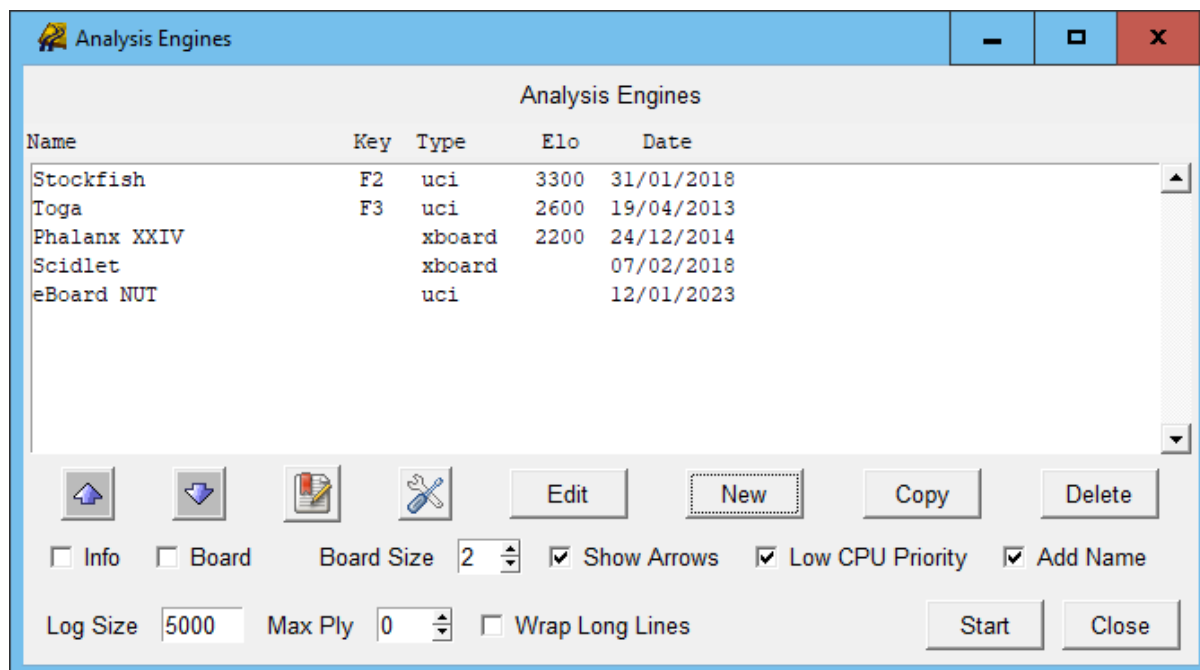 Analysis Engines
Analysis Engines
Name Key Type Elo Date
Stockfish F2 uci 3300 31/01/2018
Toga F3 uci 2600 19/04/2013
Phalanx XXIV xboard 2200 24/12/2014
Scidlet xboard 07/02/2018
eBoard NUT uci 12/01/2023
Edit New Copy Delete
Info Board Board Size 2 Show Arrows Low CPU Priority Add Name
Log Size 5000 Max Ply 0 Wrap Long Lines Start Close